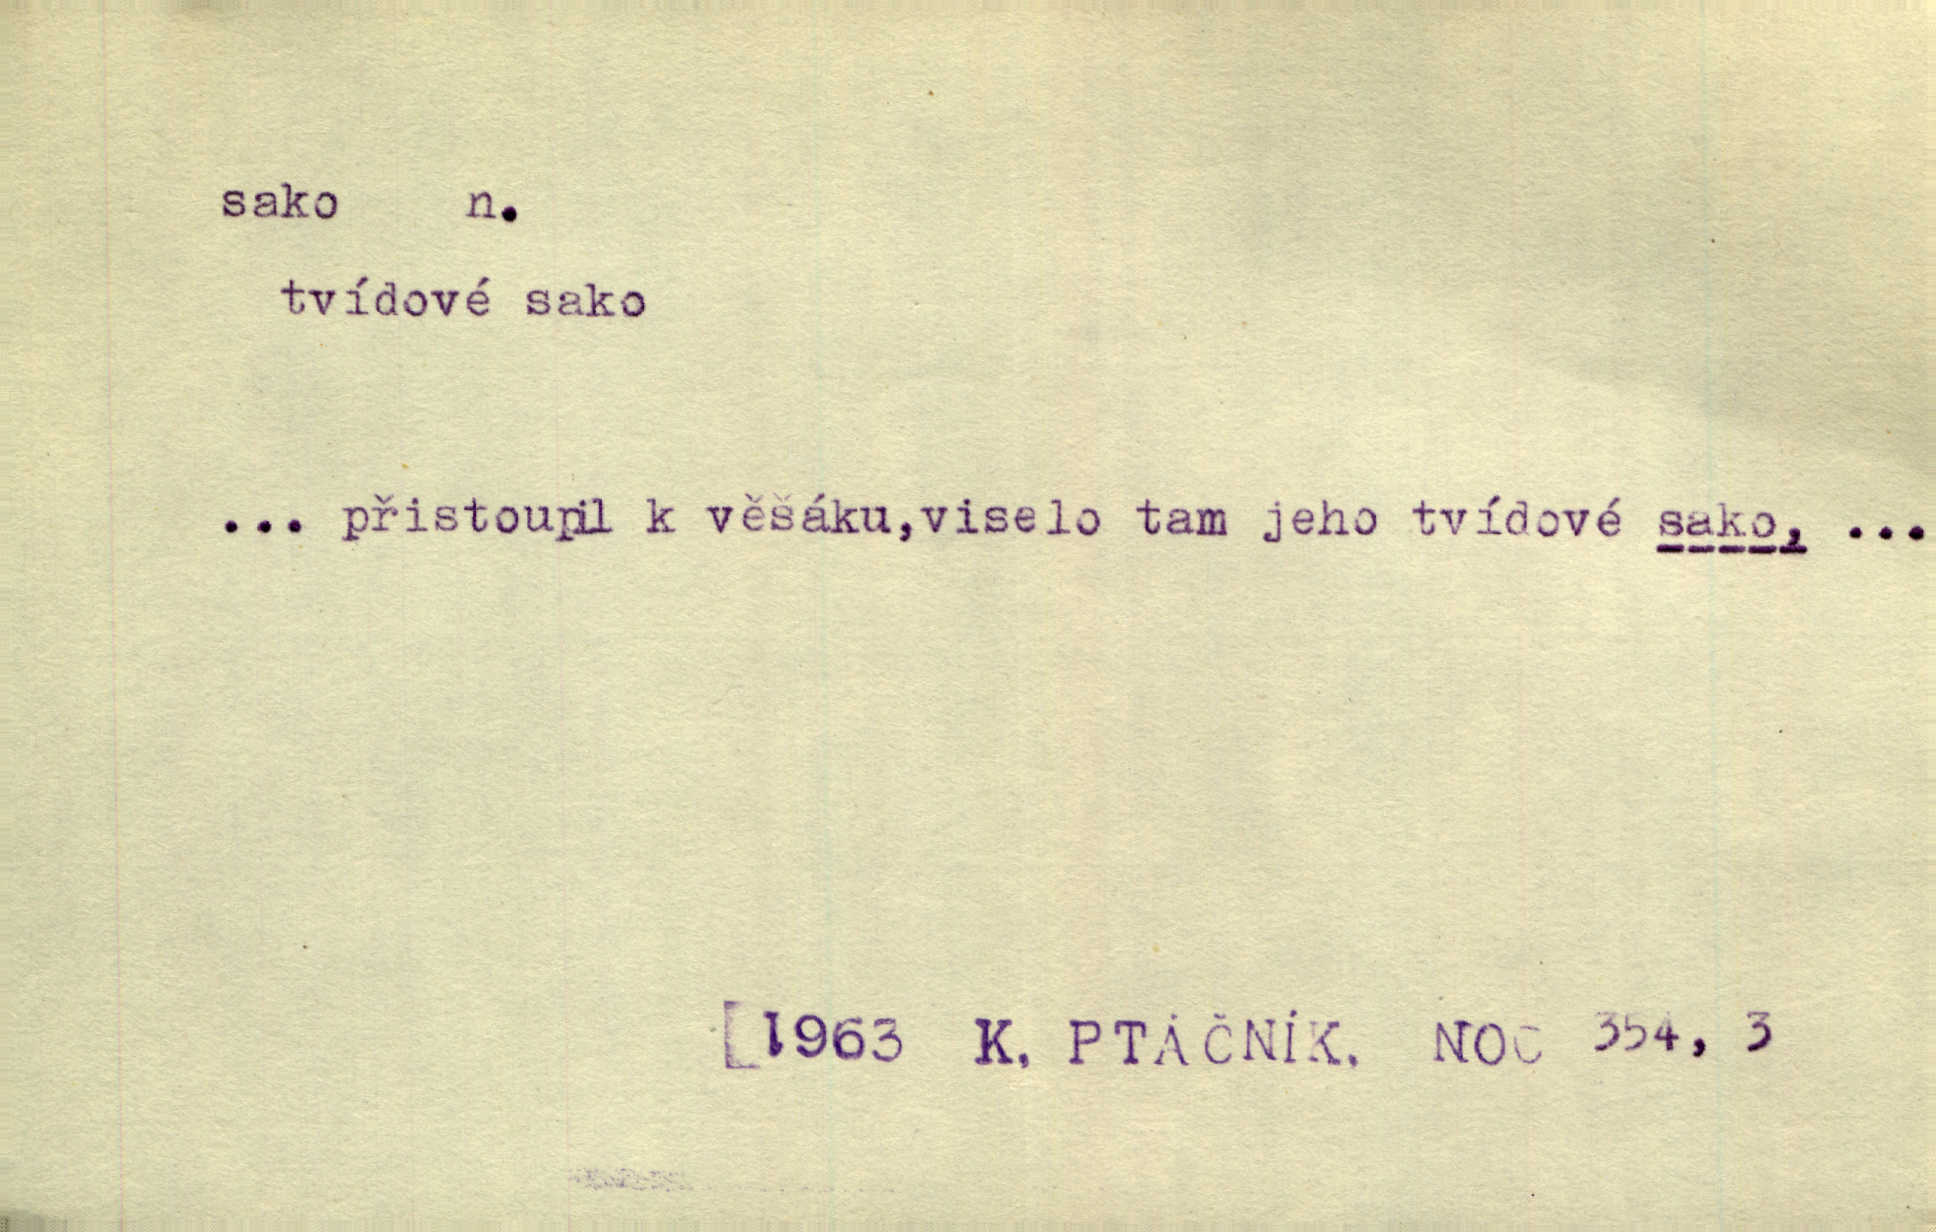 sako n.
tvídové sako
... přistoupil k věšáku,viselo tam jeho tvídové sako, ...
[1963 K. PTÁČNÍK. NOC 354, 3